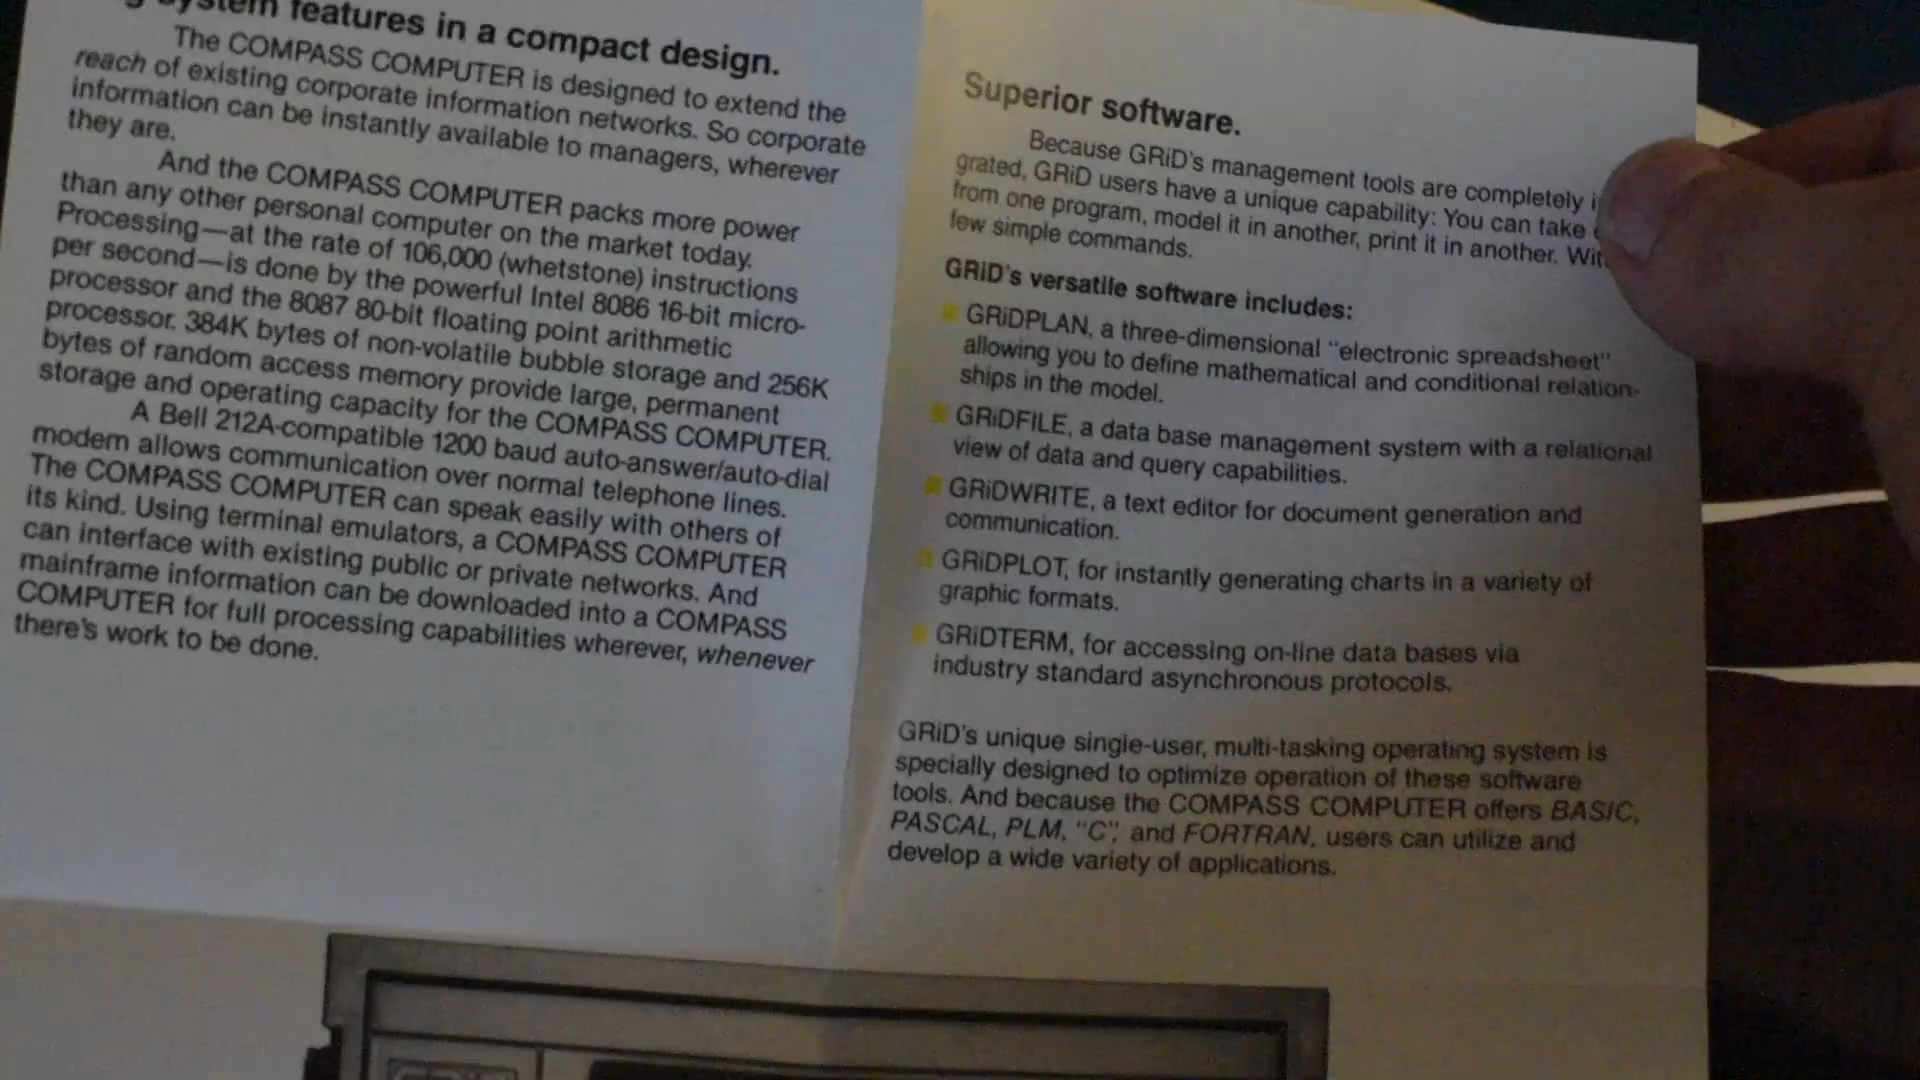 system features in a compact design.
The COMPASS COMPUTER is designed to extend the
reach of existing corporate information networks. So corporate
information can be instantly available to managers, wherever
they are.
And the COMPASS COMPUTER packs more power
than any other personal computer on the market today.
Processing—at the rate of 106,000 (whetstone) instructions
per second—is done by the powerful Intel 8086 16-bit micro-
processor and the 8087 80-bit floating point arithmetic
processor. 384K bytes of non-volatile bubble storage and 256K
bytes of random access memory provide large, permanent
storage and operating capacity for the COMPASS COMPUTER.
A Bell 212A-compatible 1200 baud auto-answer/auto-dial
modem allows communication over normal telephone lines.
The COMPASS COMPUTER can speak easily with others of
its kind. Using terminal emulators, a COMPASS COMPUTER
can interface with existing public or private networks. And
mainframe information can be downloaded into a COMPASS
COMPUTER for full processing capabilities wherever, whenever
there's work to be done.
Superior software.
Because GRiD's management tools are completely
grated, GRiD users have a unique capability: You can take
from one program, model it in another, print it in another.
few simple commands.
GRiD's versatile software includes:
GRiDPLAN, a three-dimensional "electronic spreadsheet"
allowing you to define mathematical and conditional relation-
ships in the model.
GRiDFILE, a data base management system with a relational
view of data and query capabilities.
GRiDWRITE, a text editor for document generation and
communication.
GRiDPLOT, for instantly generating charts in a variety of
graphic formats.
GRiDTERM, for accessing on-line data bases via
industry standard asynchronous protocols.
GRiD's unique single-user, multi-tasking operating system is
specially designed to optimize operation of these software
tools. And because the COMPASS COMPUTER offers BASIC,
PASCAL, PLM, "C", and FORTRAN, users can utilize and
develop a wide variety of applications.